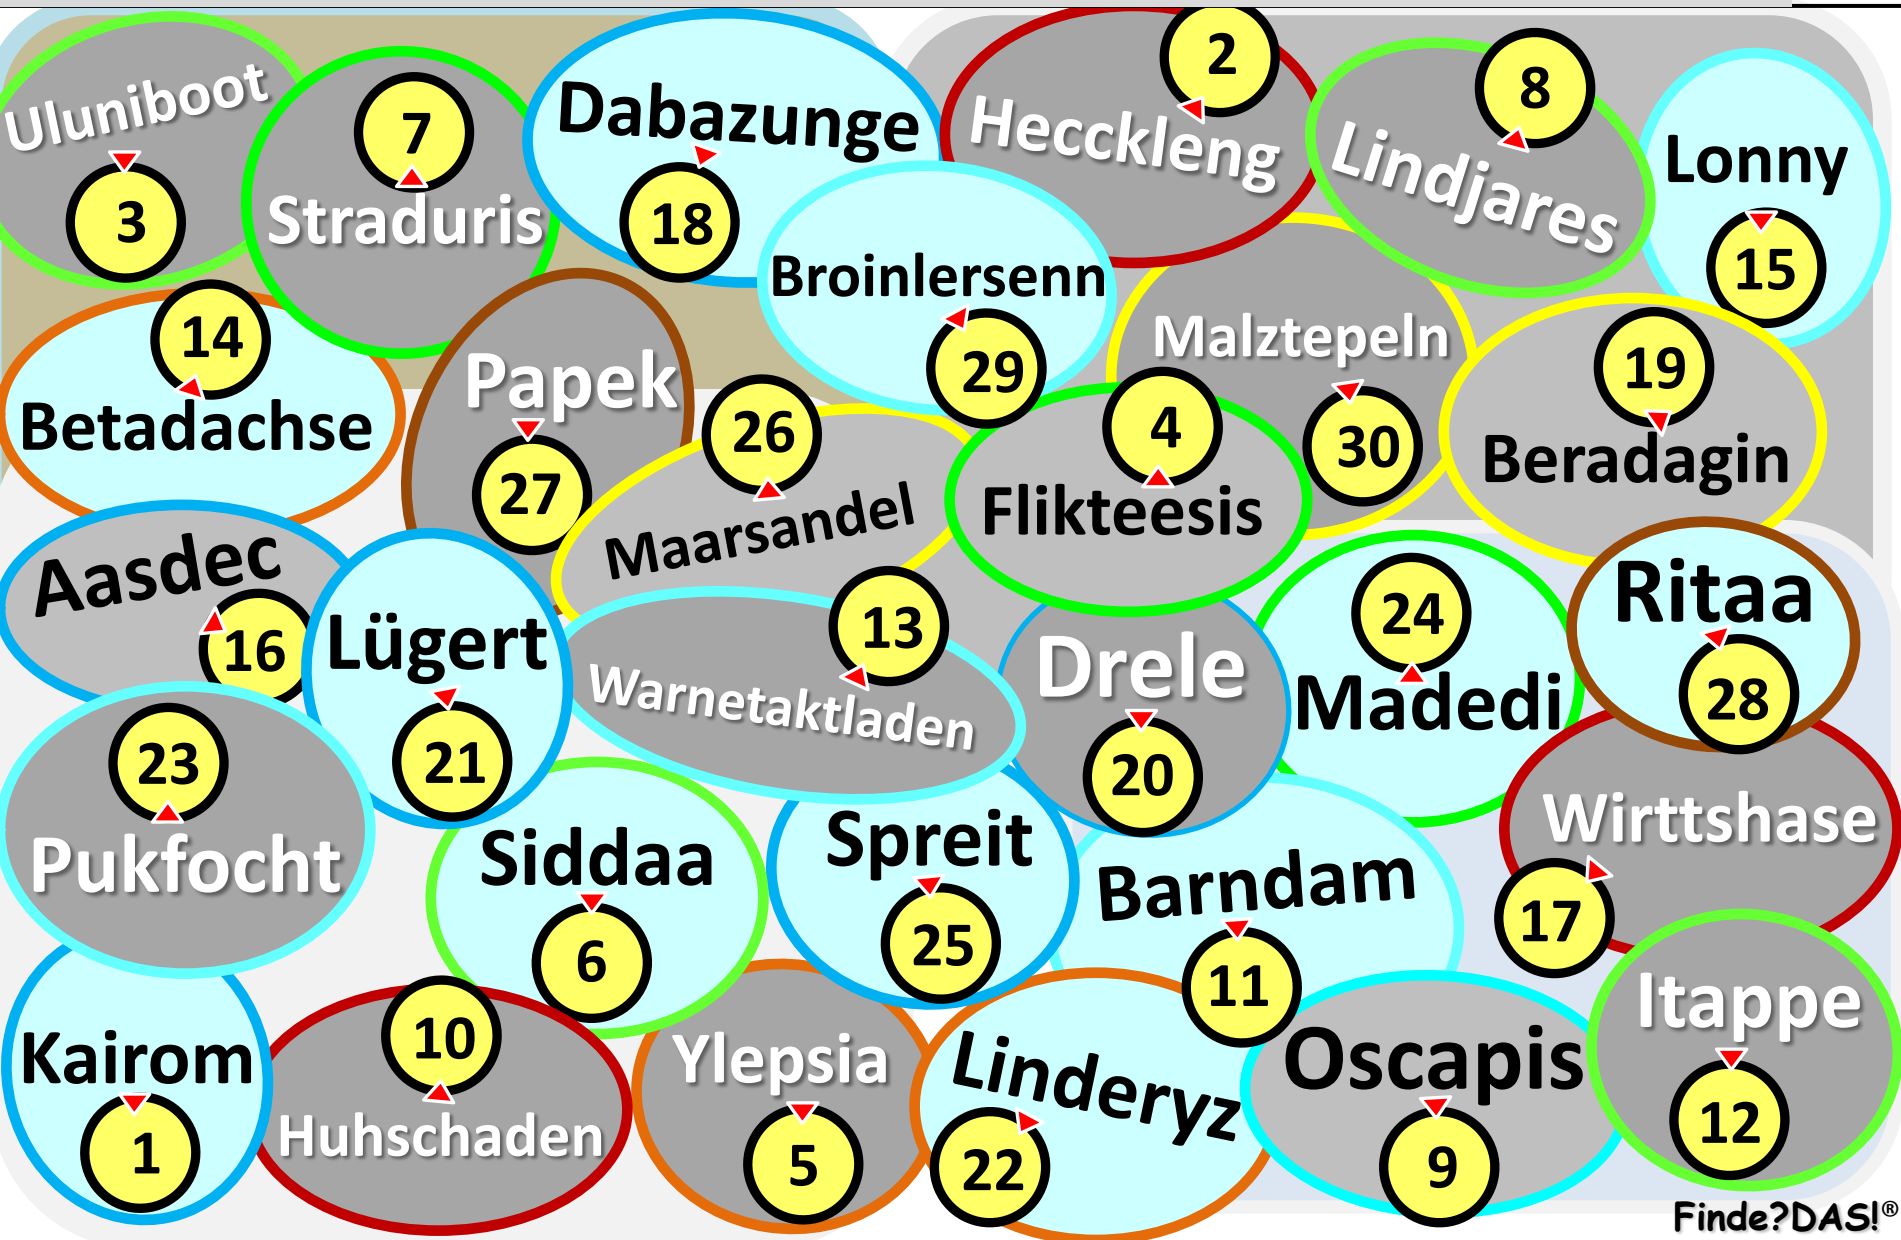 Uluniboot
3
7
Straduris
Dabazunge
18
2
Hecckleng
8
Lindjares
Lonny
15
14
Betadachse
Papek
27
Broinlersenn
29
Malztepeln
30
19
Beradagin
26
Maarsandel
4
Flikteesis
Aasdec
16
Lügert
21
13
Warnetaktladen
Drele
20
24
Madedi
Ritaa
28
23
Pukfocht
Siddaa
6
Spreit
25
Barndam
11
Wirttshase
17
Kairom
1
10
Huhschaden
Ylepsia
5
Linderyz
22
Oscapis
9
Itappe
12
Finde?DAS!®